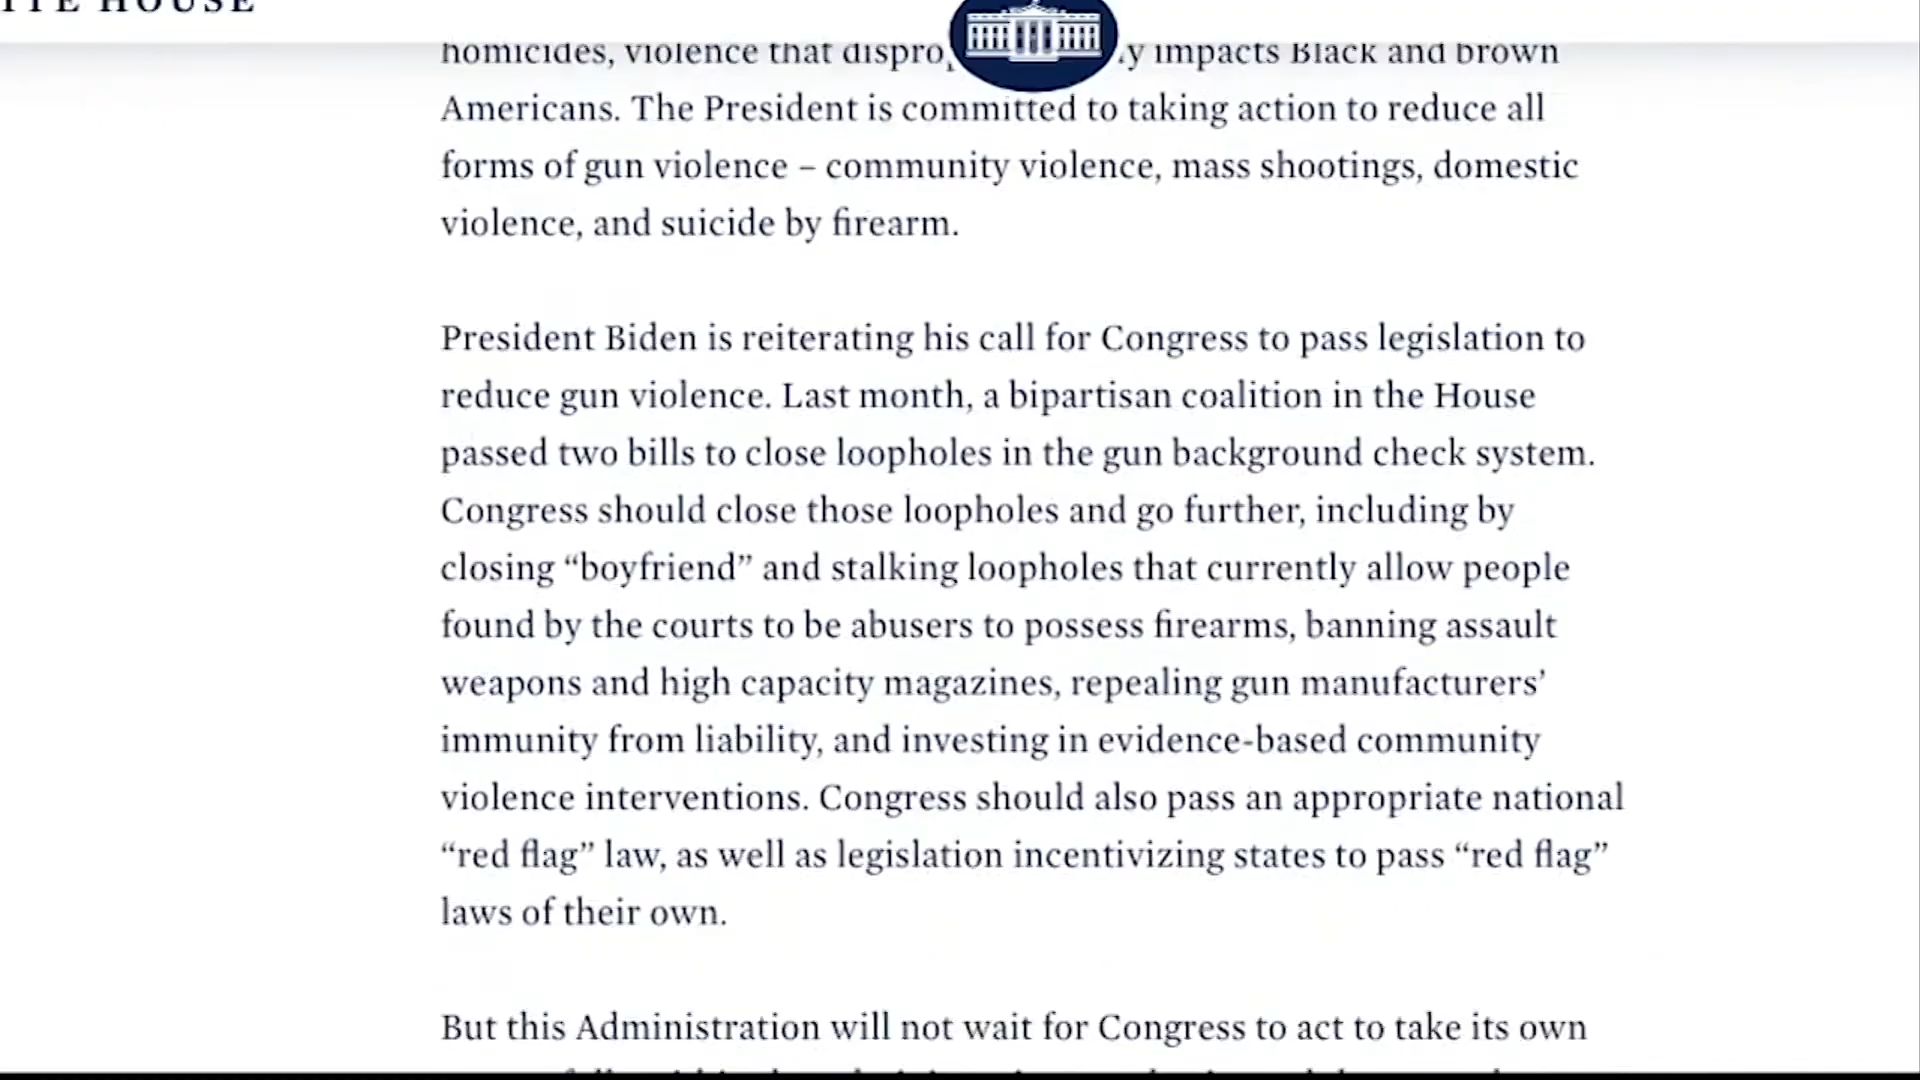 HOUSE
homicides, violence that impacts Black and brown
Americans. The President is committed to taking action to reduce all
forms of gun violence – community violence, mass shootings, domestic
violence, and suicide by firearm.
President Biden is reiterating his call for Congress to pass legislation to
reduce gun violence. Last month, a bipartisan coalition in the House
passed two bills to close loopholes in the gun background check system.
Congress should close those loopholes and go further, including by
closing “boyfriend” and stalking loopholes that currently allow people
found by the courts to be abusers to possess firearms, banning assault
weapons and high capacity magazines, repealing gun manufacturers’
immunity from liability, and investing in evidence-based community
violence interventions. Congress should also pass an appropriate national
“red flag” law, as well as legislation incentivizing states to pass “red flag”
laws of their own.
But this Administration will not wait for Congress to act to take its own